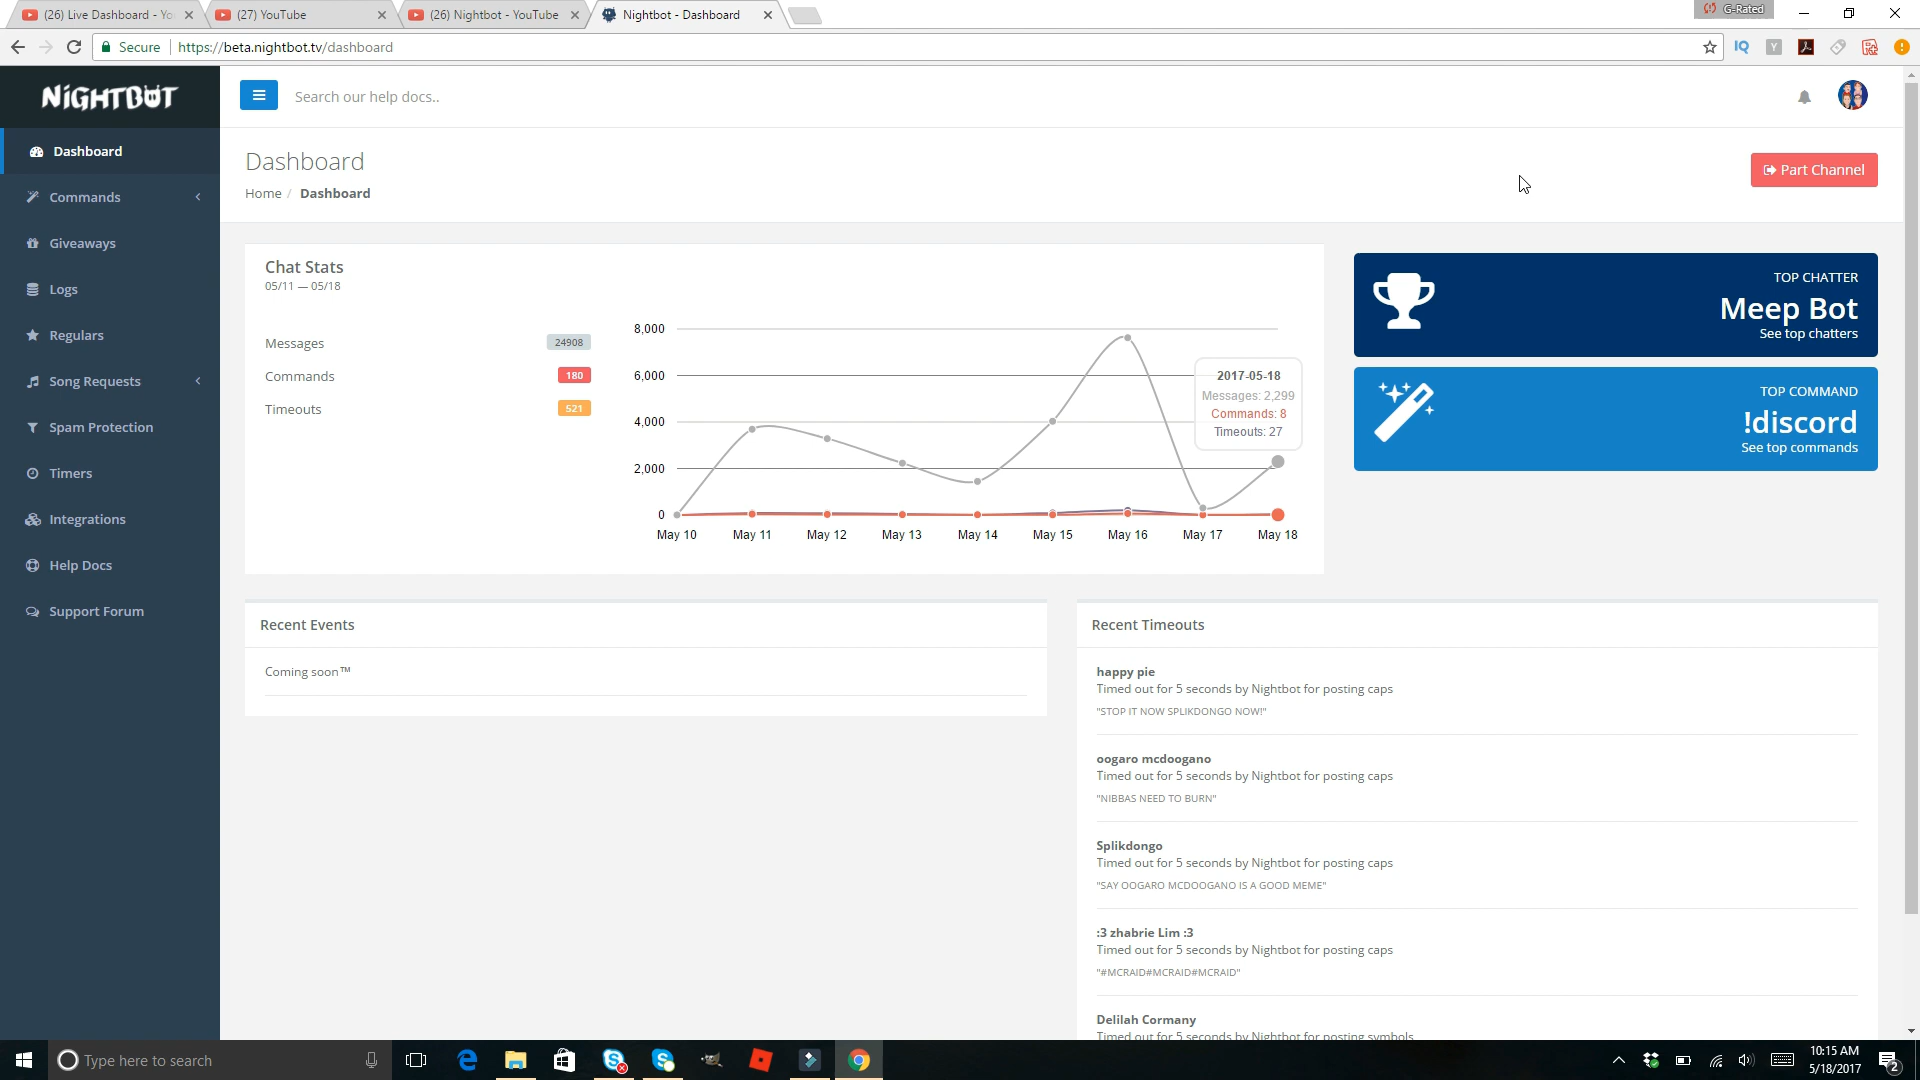 (26) Live Dashboard - Yo
(27) YouTube
(26) Nightbot - YouTube
Nightbot - Dashboard
G-Rated
Secure
https://beta.nightbot.tv/dashboard
IQ
NIGHTBOT
Search our help docs..
Dashboard
Commands
Giveaways
Logs
Regulars
Song Requests
Spam Protection
Timers
Integrations
Help Docs
Support Forum
Dashboard
Home / Dashboard
Part Channel
Chat Stats
05/11 — 05/18
Messages 24908
Commands 180
Timeouts 521
8,000
6,000
4,000
2,000
0
May 10 May 11 May 12 May 13 May 14 May 15 May 16 May 17 May 18
2017-05-18
Messages: 2,299
Commands: 8
Timeouts: 27
TOP CHATTER
Meep Bot
See top chatters
TOP COMMAND
!discord
See top commands
Recent Events
Coming soon™
Recent Timeouts
happy pie
Timed out for 5 seconds by Nightbot for posting caps
"STOP IT NOW SPLIKDONGO NOW!"
oogaro mcdoogano
Timed out for 5 seconds by Nightbot for posting caps
"NIBBAS NEED TO BURN"
Splikdongo
Timed out for 5 seconds by Nightbot for posting caps
"SAY OOGARO MCDOOGANO IS A GOOD MEME"
:3 zhabrie Lim :3
Timed out for 5 seconds by Nightbot for posting caps
"#MCRAID#MCRAID#MCRAID"
Delilah Cormany
Timed out for 5 seconds by Nightbot for posting symbols
Type here to search
10:15 AM
5/18/2017
2